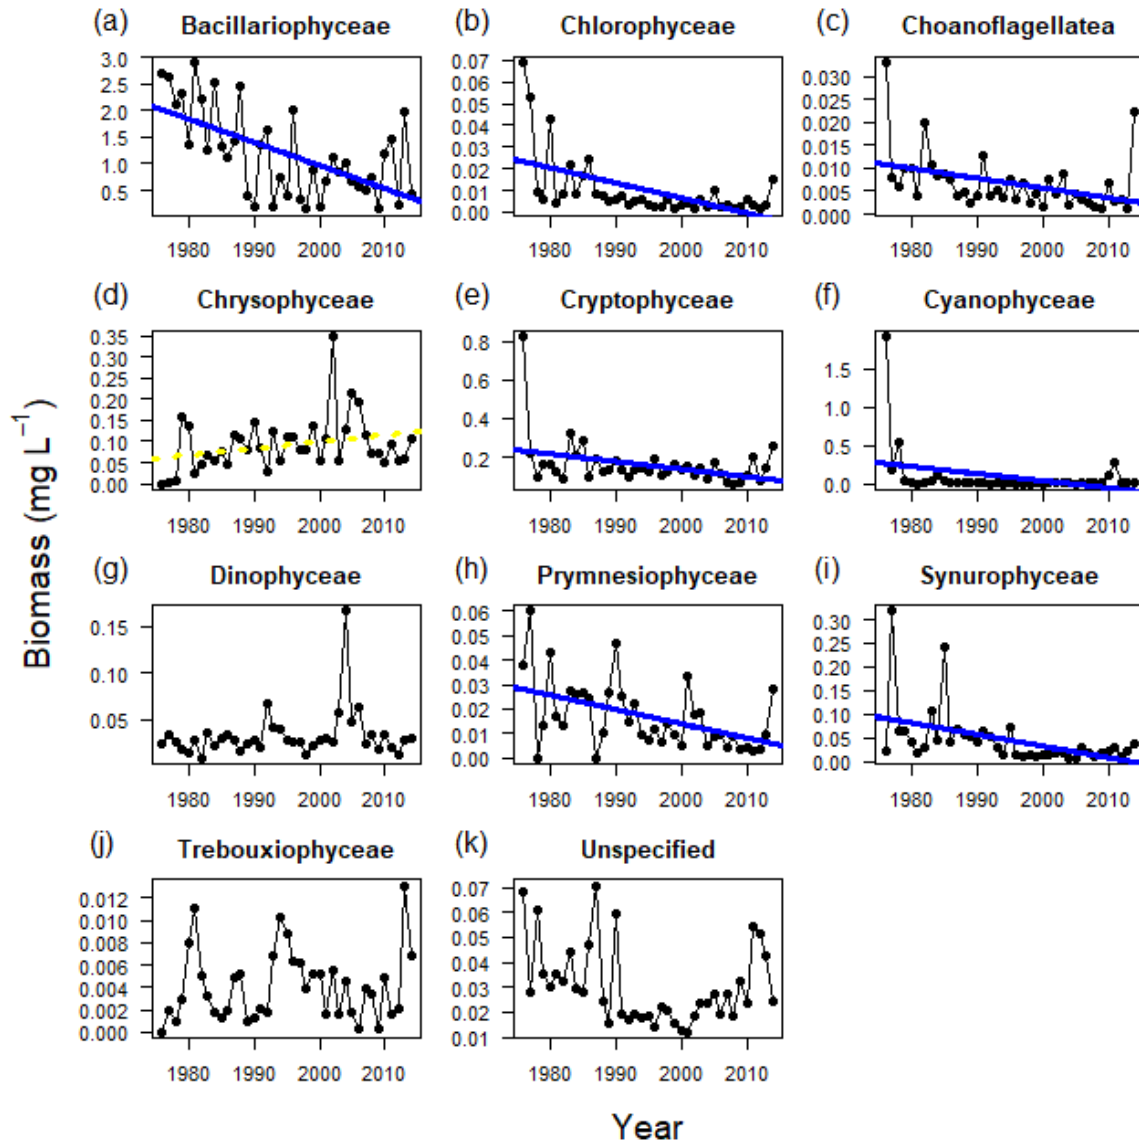 (a) Bacillariophyceae (b) Chlorophyceae (c) Choanoflagellatea
3.0 0.07
2.5 0.06 0.030
2.0 0.05 0.025
1.5 0.04 0.020
1.0 0.03 0.015
0.5 0.02 0.010
0.01 0.005
0.00 0.000
1980 1990 2000 2010 1980 1990 2000 2010 1980 1990 2000 2010
(d) Chrysophyceae (e) Cryptophyceae (f) Cyanophyceae
0.35 0.8
0.30 1.5
0.25 0.6
0.20 1.0
0.15 0.4
0.10 0.5
0.05 0.2
0.00 0.0
1980 1990 2000 2010 1980 1990 2000 2010 1980 1990 2000 2010
(g) Dinophyceae (h) Prymnesiophyceae (i) Synurophyceae
0.15 0.06 0.30
0.05 0.25
0.10 0.04 0.20
0.03 0.15
0.05 0.02 0.10
0.01 0.05
0.00 0.00
1980 1990 2000 2010 1980 1990 2000 2010 1980 1990 2000 2010
(j) Trebouxiophyceae (k) Unspecified
0.012 0.07
0.010 0.06
0.008 0.05
0.006 0.04
0.004 0.03
0.002 0.02
0.000 0.01
1980 1990 2000 2010 1980 1990 2000 2010
Biomass (mg L−1)
Year